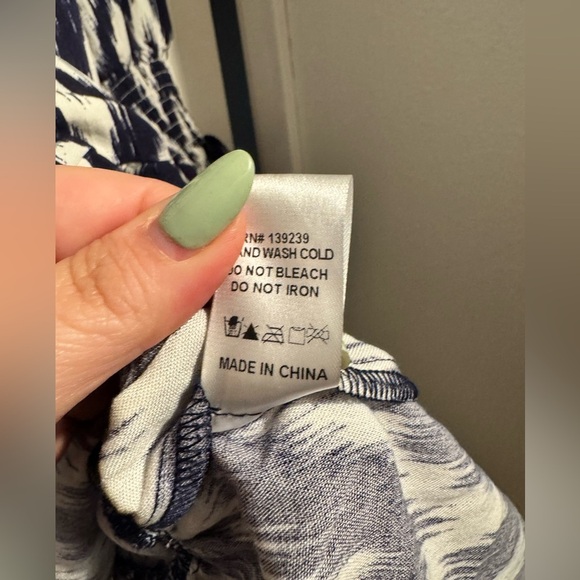 RN# 139239
AND WASH COLD
DO NOT BLEACH
DO NOT IRON
MADE IN CHINA